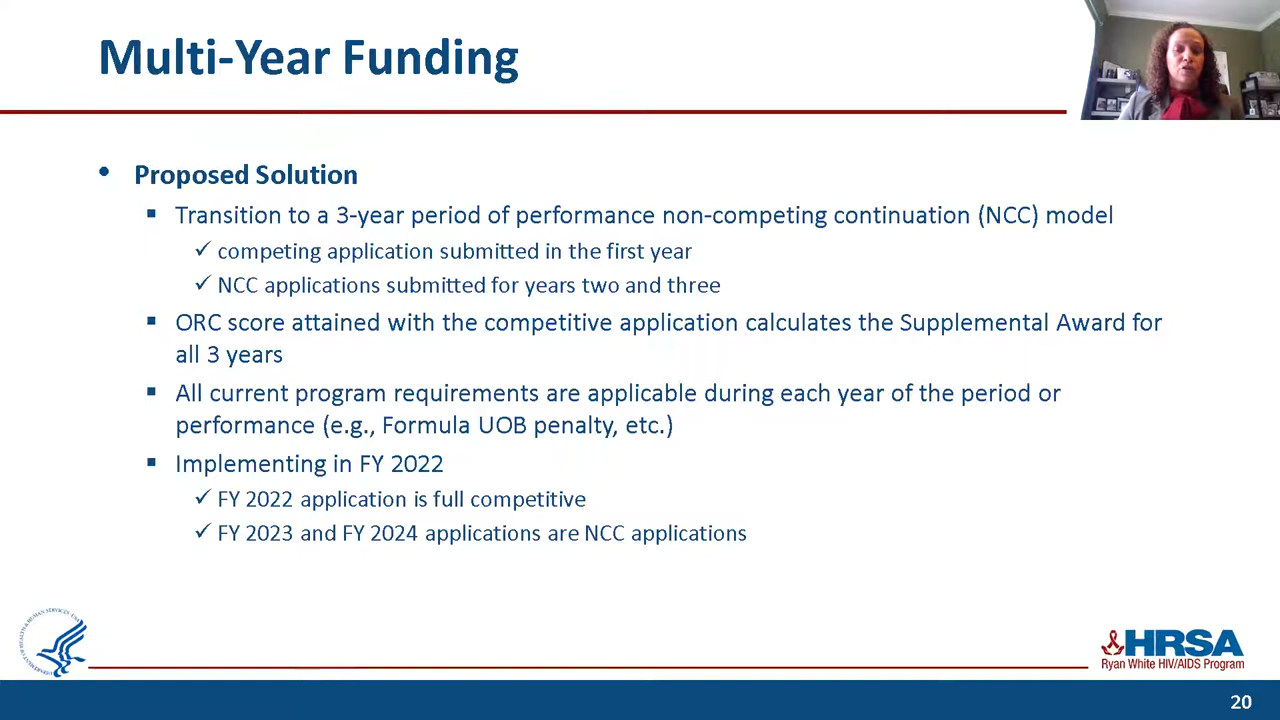 Multi-Year Funding
• Proposed Solution
▪ Transition to a 3-year period of performance non-competing continuation (NCC) model
✓ competing application submitted in the first year
✓ NCC applications submitted for years two and three
▪ ORC score attained with the competitive application calculates the Supplemental Award for
all 3 years
▪ All current program requirements are applicable during each year of the period or
performance (e.g., Formula UOB penalty, etc.)
▪ Implementing in FY 2022
✓ FY 2022 application is full competitive
✓ FY 2023 and FY 2024 applications are NCC applications
HRSA
Ryan White HIV/AIDS Program
20